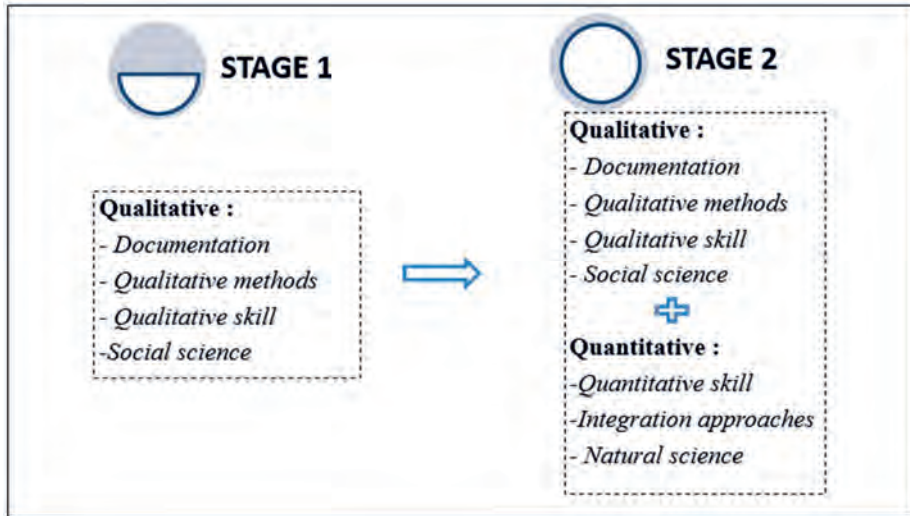 STAGE 1
Qualitative :
- Documentation
- Qualitative methods
- Qualitative skill
-Social science
STAGE 2
Qualitative :
- Documentation
- Qualitative methods
- Qualitative skill
- Social science
Quantitative :
-Quantitative skill
-Integration approaches
- Natural science